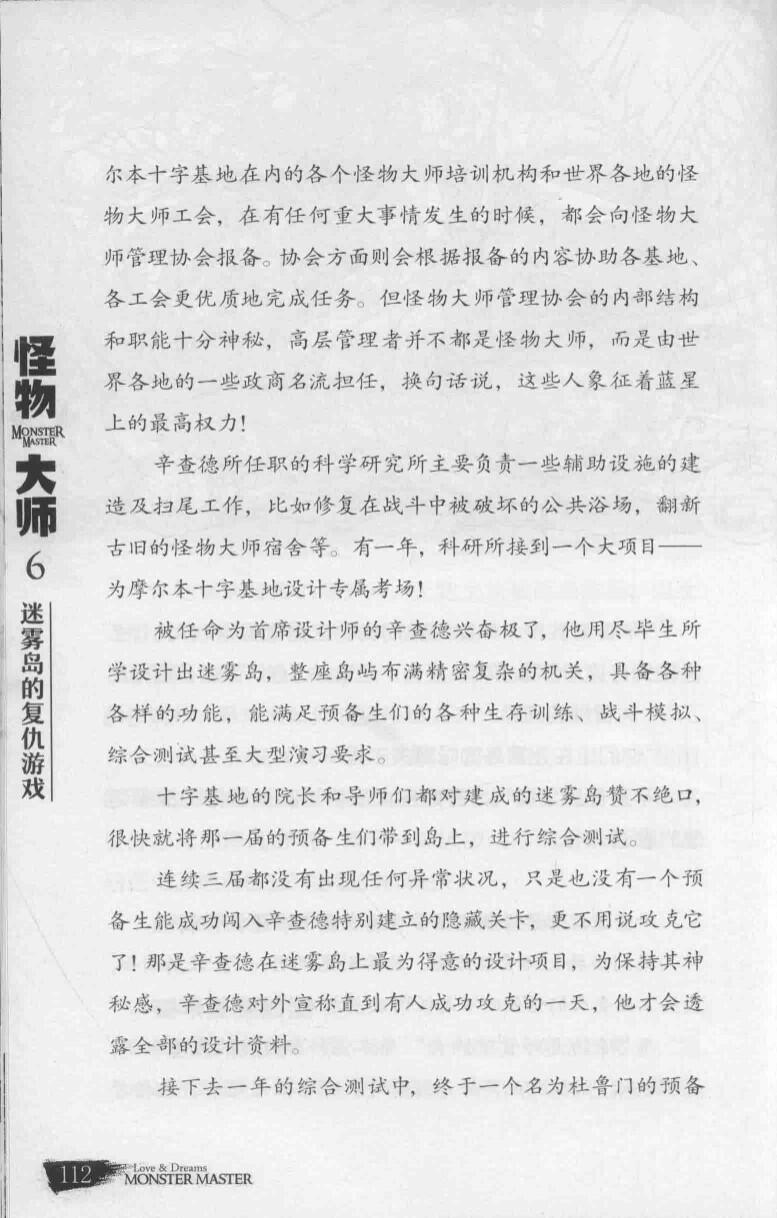 尔本十字基地在内的各个怪物大师培训机构和世界各地的怪
物大师工会，在有任何重大事情发生的时候，都会向怪物大
师管理协会报备。协会方面则会根据报备的内容协助各基地、
各工会更优质地完成任务。但怪物大师管理协会的内部结构
和职能十分神秘，高层管理者并不都是怪物大师，而是由世
界各地的一些政商名流担任，换句话说，这些人象征着蓝星
上的最高权力！
辛查德所任职的科学研究所主要负责一些辅助设施的建
造及扫尾工作，比如修复在战斗中被破坏的公共浴场，翻新
古旧的怪物大师宿舍等。有一年，科研所接到一个大项目——
为摩尔本十字基地设计专属考场！
被任命为首席设计师的辛查德兴奋极了，他用尽毕生所
学设计出迷雾岛，整座岛屿布满精密复杂的机关，具备各种
各样的功能，能满足预备生们的各种生存训练、战斗模拟、
综合测试甚至大型演习要求。
十字基地的院长和导师们都对建成的迷雾岛赞不绝口，
很快就将那一届的预备生们带到岛上，进行综合测试。
连续三届都没有出现任何异常状况，只是也没有一个预
备生能成功闯入辛查德特别建立的隐藏关卡，更不用说攻克它
了！那是辛查德在迷雾岛上最为得意的设计项目，为保持其神
秘感，辛查德对外宣称直到有人成功攻克的一天，他才会透
露全部的设计资料。
接下去一年的综合测试中，终于一个名为杜鲁门的预备
怪物
MONSTER
MASTER
大师
6
迷雾岛的复仇游戏
112
Love & Dreams
MONSTER MASTER